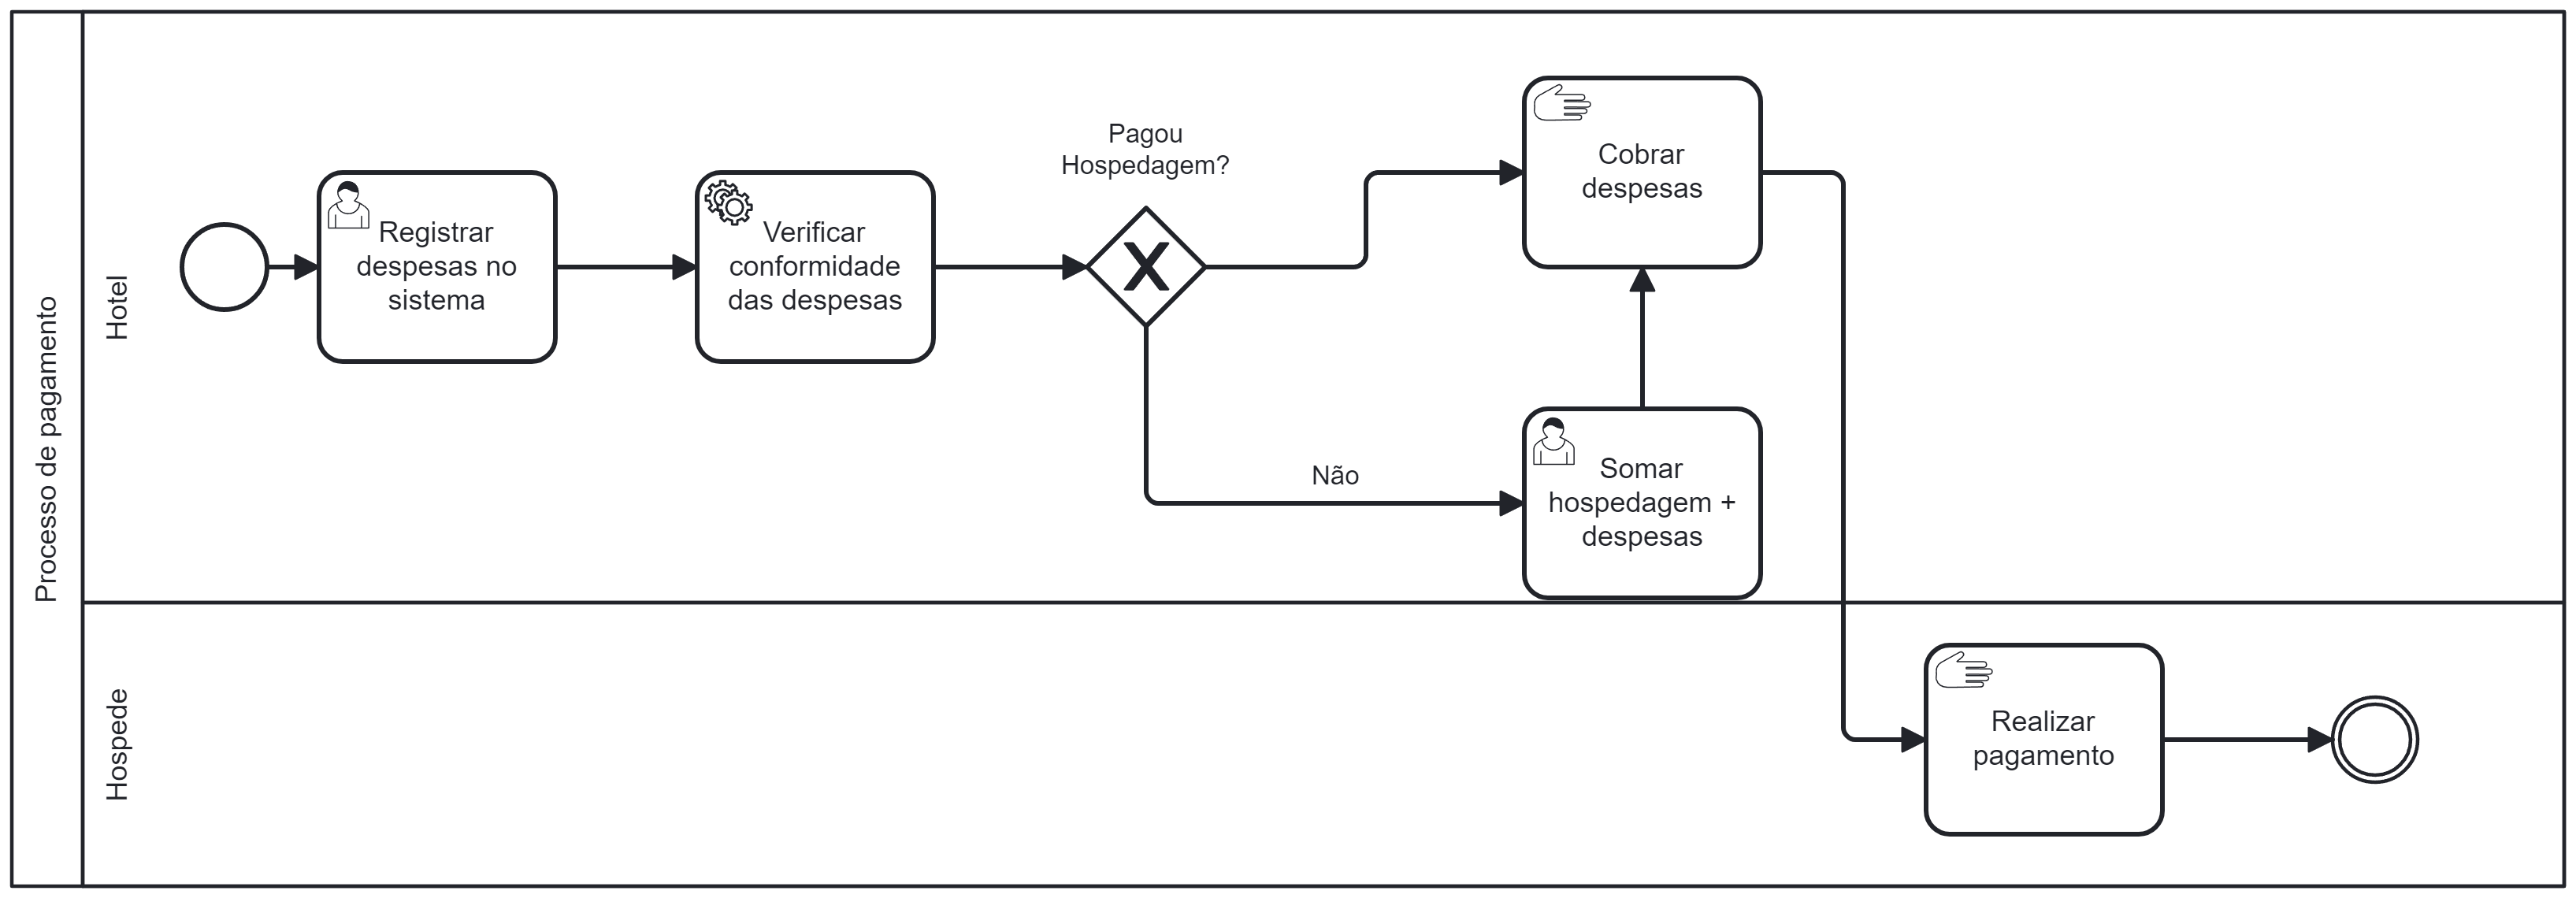 Processo de pagamento
Hotel
Registrar
despesas no
sistema
Verificar
conformidade
das despesas
Pagou
Hospedagem?
Cobrar
despesas
Não
Somar
hospedagem +
despesas
Hospede
Realizar
pagamento